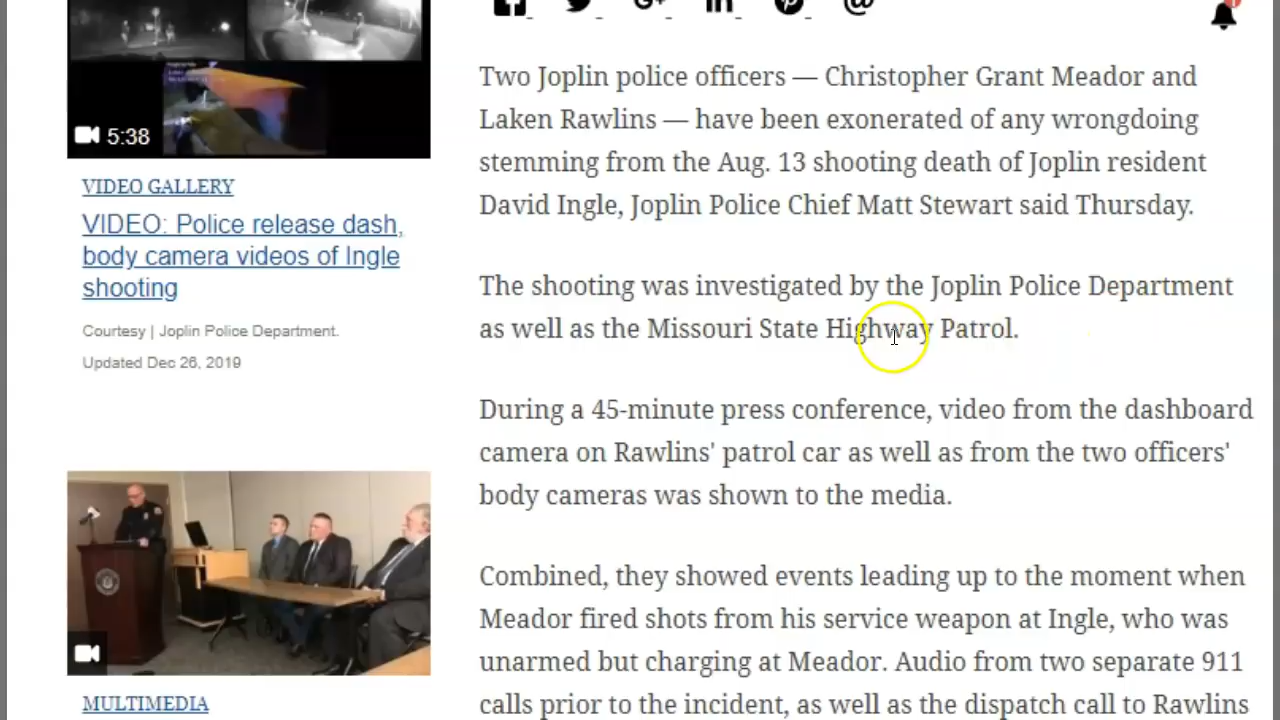 5:38
VIDEO GALLERY
VIDEO: Police release dash,
body camera videos of Ingle
shooting
Courtesy | Joplin Police Department.
Updated Dec 26, 2019
MULTIMEDIA
Two Joplin police officers — Christopher Grant Meador and
Laken Rawlins — have been exonerated of any wrongdoing
stemming from the Aug. 13 shooting death of Joplin resident
David Ingle, Joplin Police Chief Matt Stewart said Thursday.
The shooting was investigated by the Joplin Police Department
as well as the Missouri State Highway Patrol.
During a 45-minute press conference, video from the dashboard
camera on Rawlins' patrol car as well as from the two officers'
body cameras was shown to the media.
Combined, they showed events leading up to the moment when
Meador fired shots from his service weapon at Ingle, who was
unarmed but charging at Meador. Audio from two separate 911
calls prior to the incident, as well as the dispatch call to Rawlins